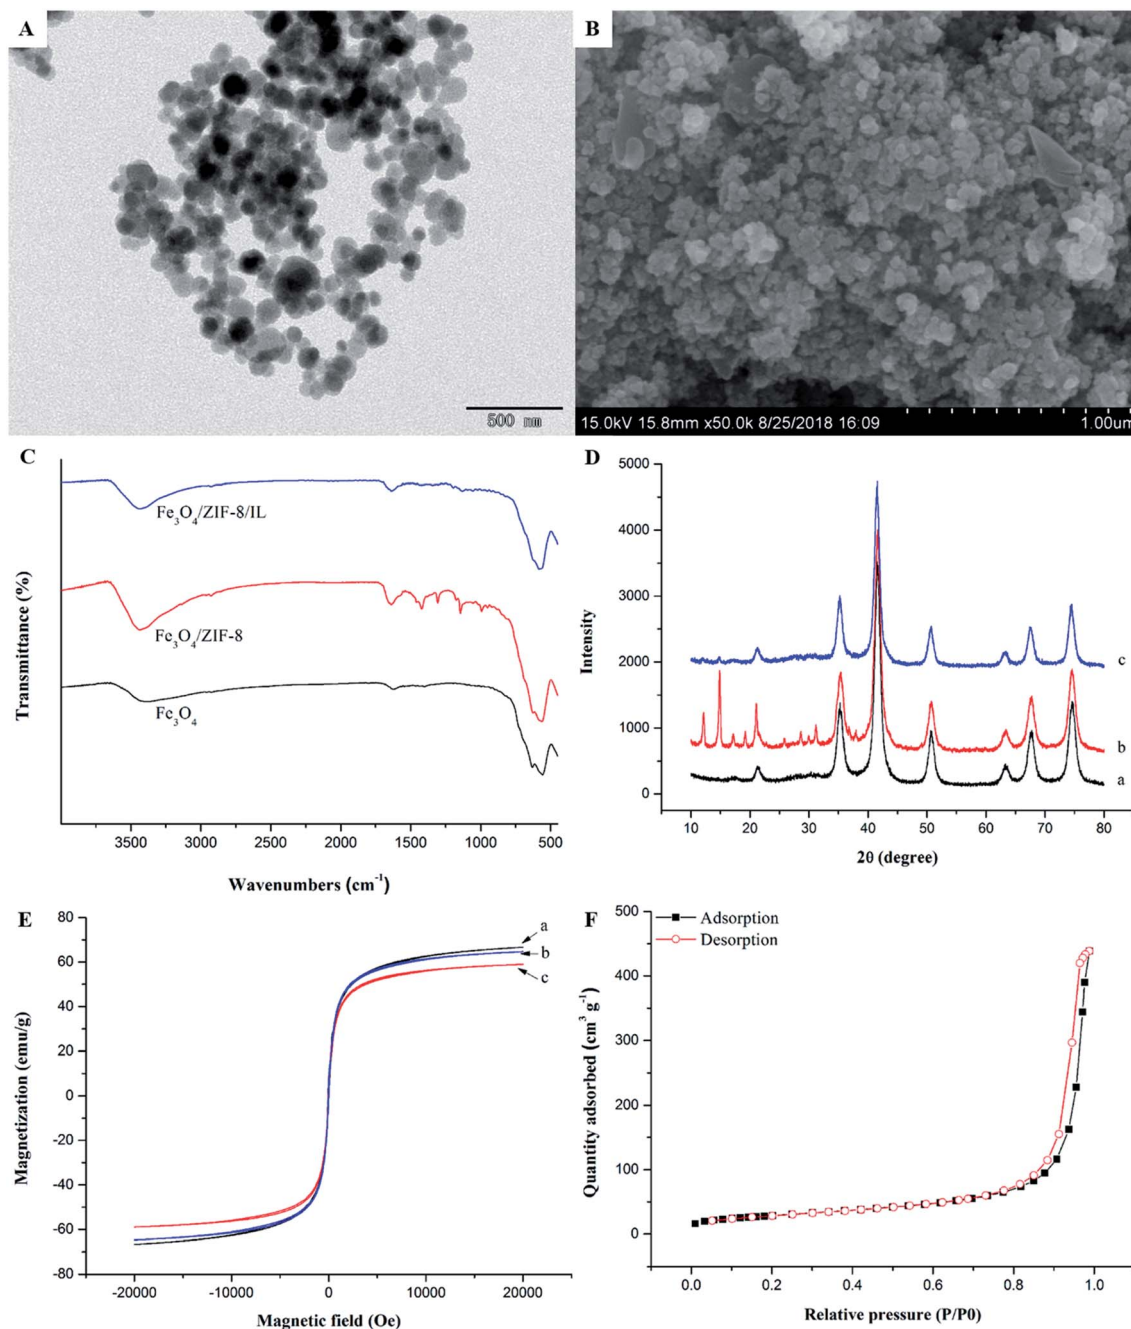 A
B
500 nm
15.0kV 15.8mm x50.0k 8/25/2018 16:09
1.00um
C
Transmittance (%)
Fe3O4/ZIF-8/IL
Fe3O4/ZIF-8
Fe3O4
3500 3000 2500 2000 1500 1000 500
Wavenumbers (cm-1)
D
Intensity
5000
4000
3000
2000
1000
0
c
b
a
10 20 30 40 50 60 70 80
2θ (degree)
E
Magnetization (emu/g)
80
60
40
20
0
-20
-40
-60
-80
a
b
c
-20000 -10000 0 10000 20000
Magnetic field (Oe)
F
Adsorption
Desorption
Quantity adsorbed (cm3 g-1)
500
400
300
200
100
0
0.0 0.2 0.4 0.6 0.8 1.0
Relative pressure (P/P0)